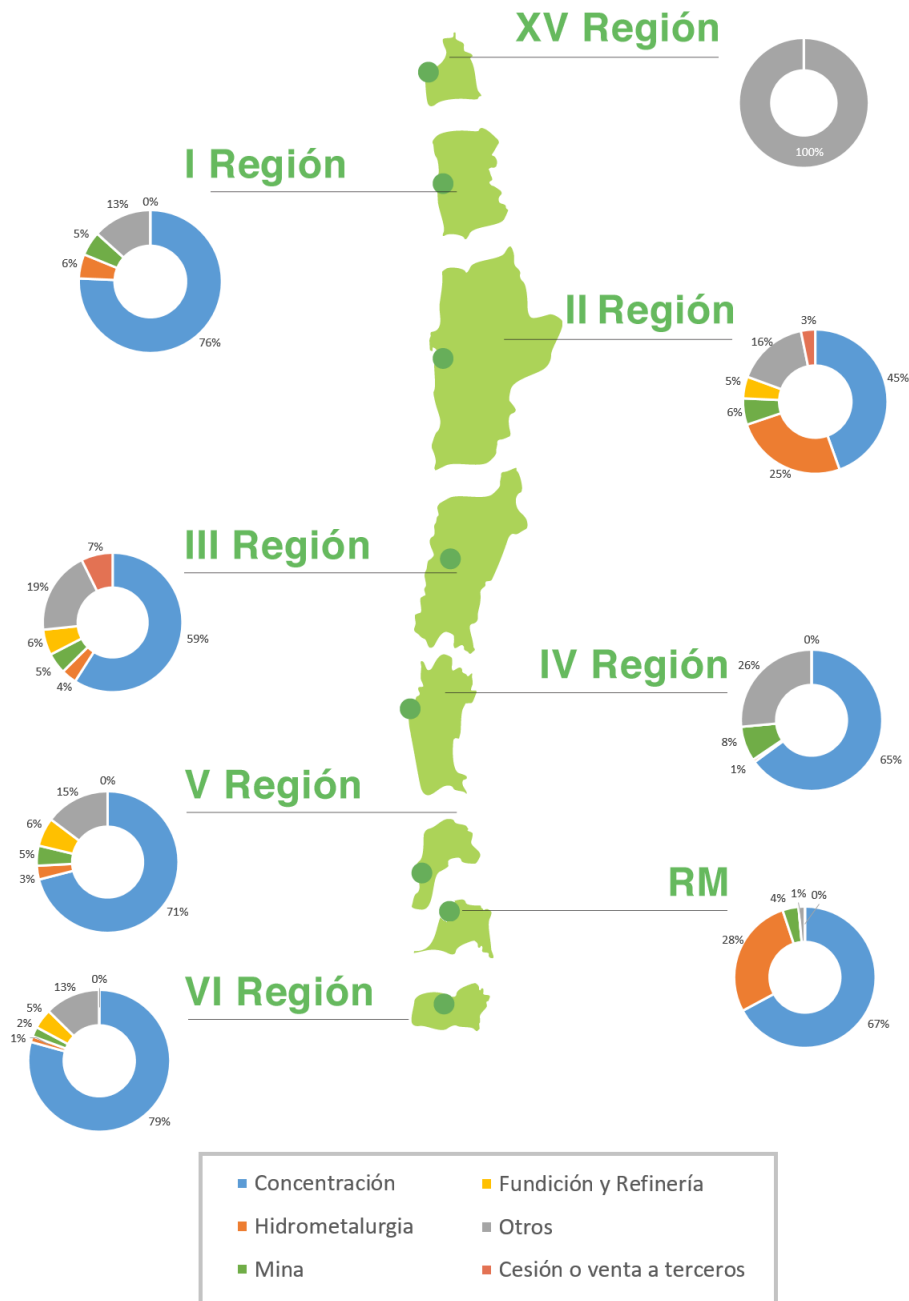 XV Región
100%
I Región
0%
13%
5%
6%
76%
II Región
3%
16%
45%
5%
6%
25%
III Región
7%
19%
59%
6%
5%
4%
IV Región
0%
26%
8%
1%
65%
V Región
0%
15%
6%
5%
3%
71%
RM
1%
0%
4%
28%
67%
VI Región
0%
13%
5%
2%
1%
79%
Concentración
Fundición y Refinería
Hidrometalurgia
Otros
Mina
Cesión o venta a terceros